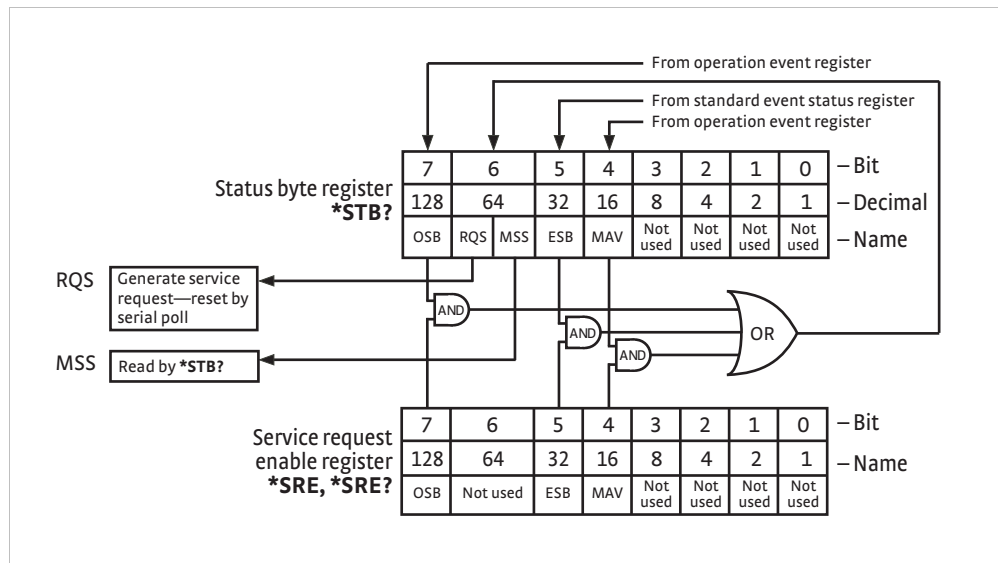 From operation event register
From standard event status register
From operation event register
Status byte register
*STB?
7 6 5 4 3 2 1 0 – Bit
128 64 32 16 8 4 2 1 – Decimal
OSB RQS MSS ESB MAV Not used Not used Not used Not used – Name
RQS
Generate service
request—reset by
serial poll
AND
AND
AND
OR
MSS
Read by *STB?
Service request
enable register
*SRE, *SRE?
7 6 5 4 3 2 1 0 – Bit
128 64 32 16 8 4 2 1 – Name
OSB Not used ESB MAV Not used Not used Not used Not used